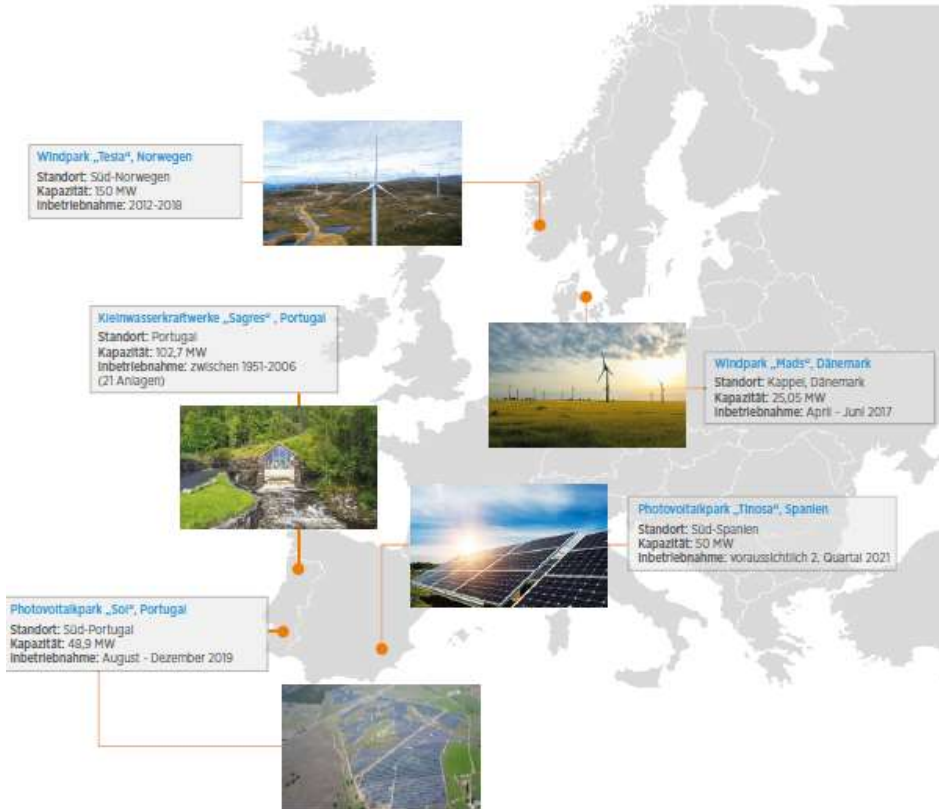 Windpark „Tesla“, Norwegen
Standort: Süd-Norwegen
Kapazität: 150 MW
Inbetriebnahme: 2012-2018
Kleinwasserkraftwerke „Sagres“ , Portugal
Standort: Portugal
Kapazität: 102,7 MW
Inbetriebnahme: zwischen 1951-2006
(21 Anlagen)
Windpark „Mads“, Dänemark
Standort: Kappel, Dänemark
Kapazität: 25,05 MW
Inbetriebnahme: April - Juni 2017
Photovoltaikpark „Tinosa“, Spanien
Standort: Süd-Spanien
Kapazität: 50 MW
Inbetriebnahme: voraussichtlich 2. Quartal 2021
Photovoltaikpark „Sol“, Portugal
Standort: Süd-Portugal
Kapazität: 48,9 MW
Inbetriebnahme: August - Dezember 2019